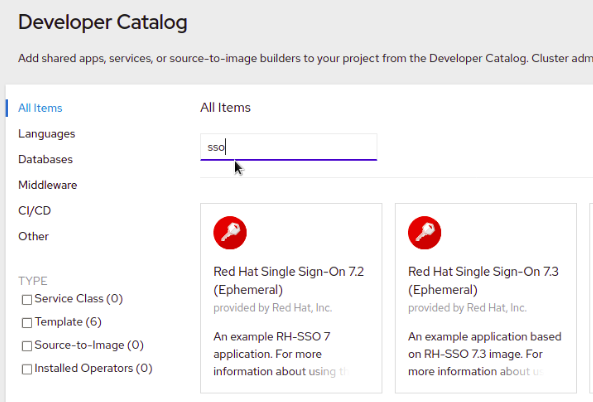 Developer Catalog
Add shared apps, services, or source-to-image builders to your project from the Developer Catalog. Cluster adm
All Items
Languages
Databases
Middleware
CI/CD
Other
TYPE
Service Class (0)
Template (6)
Source-to-Image (0)
Installed Operators (0)
All Items
sso
Red Hat Single Sign-On 7.2
(Ephemeral)
provided by Red Hat, Inc.
An example RH-SSO 7
application. For more
information about using th
Red Hat Single Sign-On 7.3
(Ephemeral)
provided by Red Hat, Inc.
An example application based
on RH-SSO 7.3 image. For
more information about u